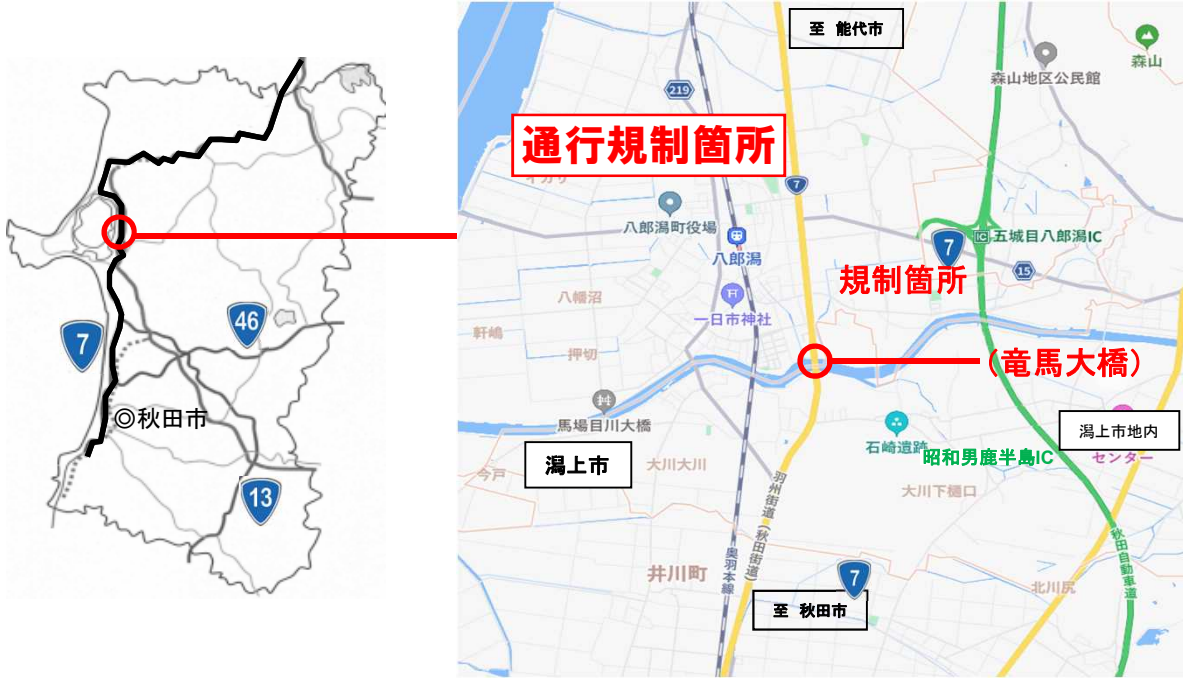 至 能代市
森山
森山地区公民館
219
通行規制箇所
7
八郎潟町役場
五城目八郎潟IC
IC
7
八郎潟
15
規制箇所
八幡沼
一日市神社
46
7
軒嶋
押切
(竜馬大橋)
◎秋田市
馬場目川大橋
潟上市地内
石崎遺跡
昭和男鹿半島IC
センター
潟上市
大川大川
今戸
大川下樋口
13
羽州街道(秋田街道)
奥羽本線
秋田自動車道
井川町
7
北川尻
至 秋田市